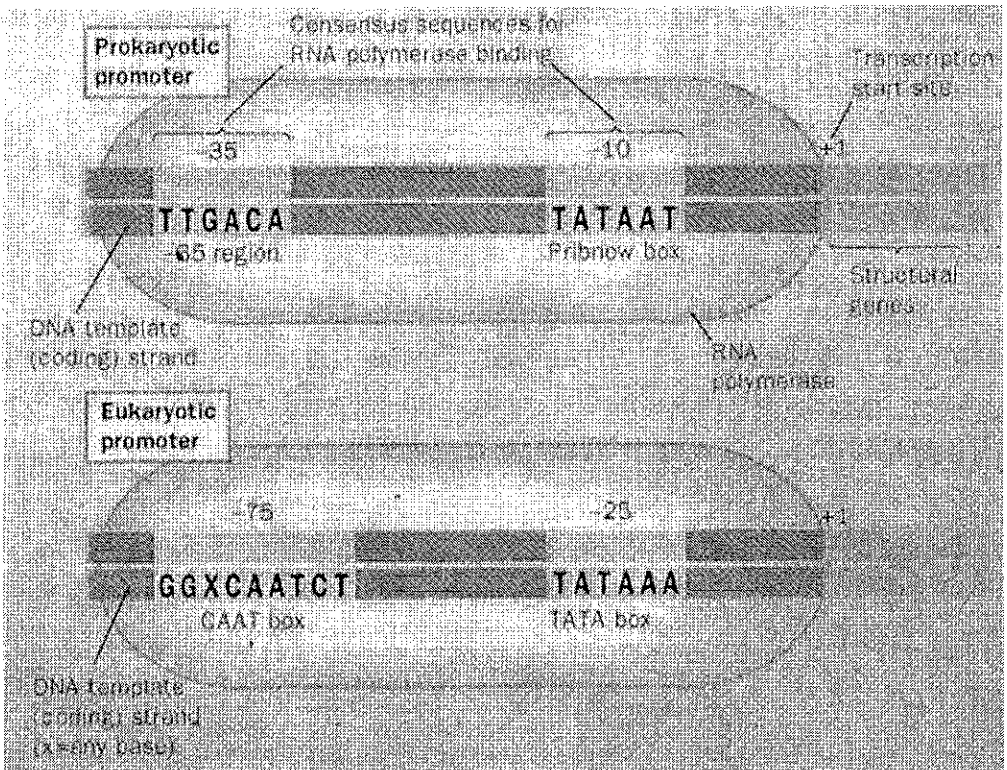 Prokaryotic
promoter
Consensus sequences for
RNA polymerase binding
Transcription
start site
-35
-10
+1
TTGACA
TATAAT
-35 region
Pribnow box
Structural
genes
DNA template
(coding) strand
RNA
polymerase
Eukaryotic
promoter
-75
-25
+1
GGXCAATCT
TATAAA
CAAT box
TATA box
DNA template
(coding) strand
(x=any base)